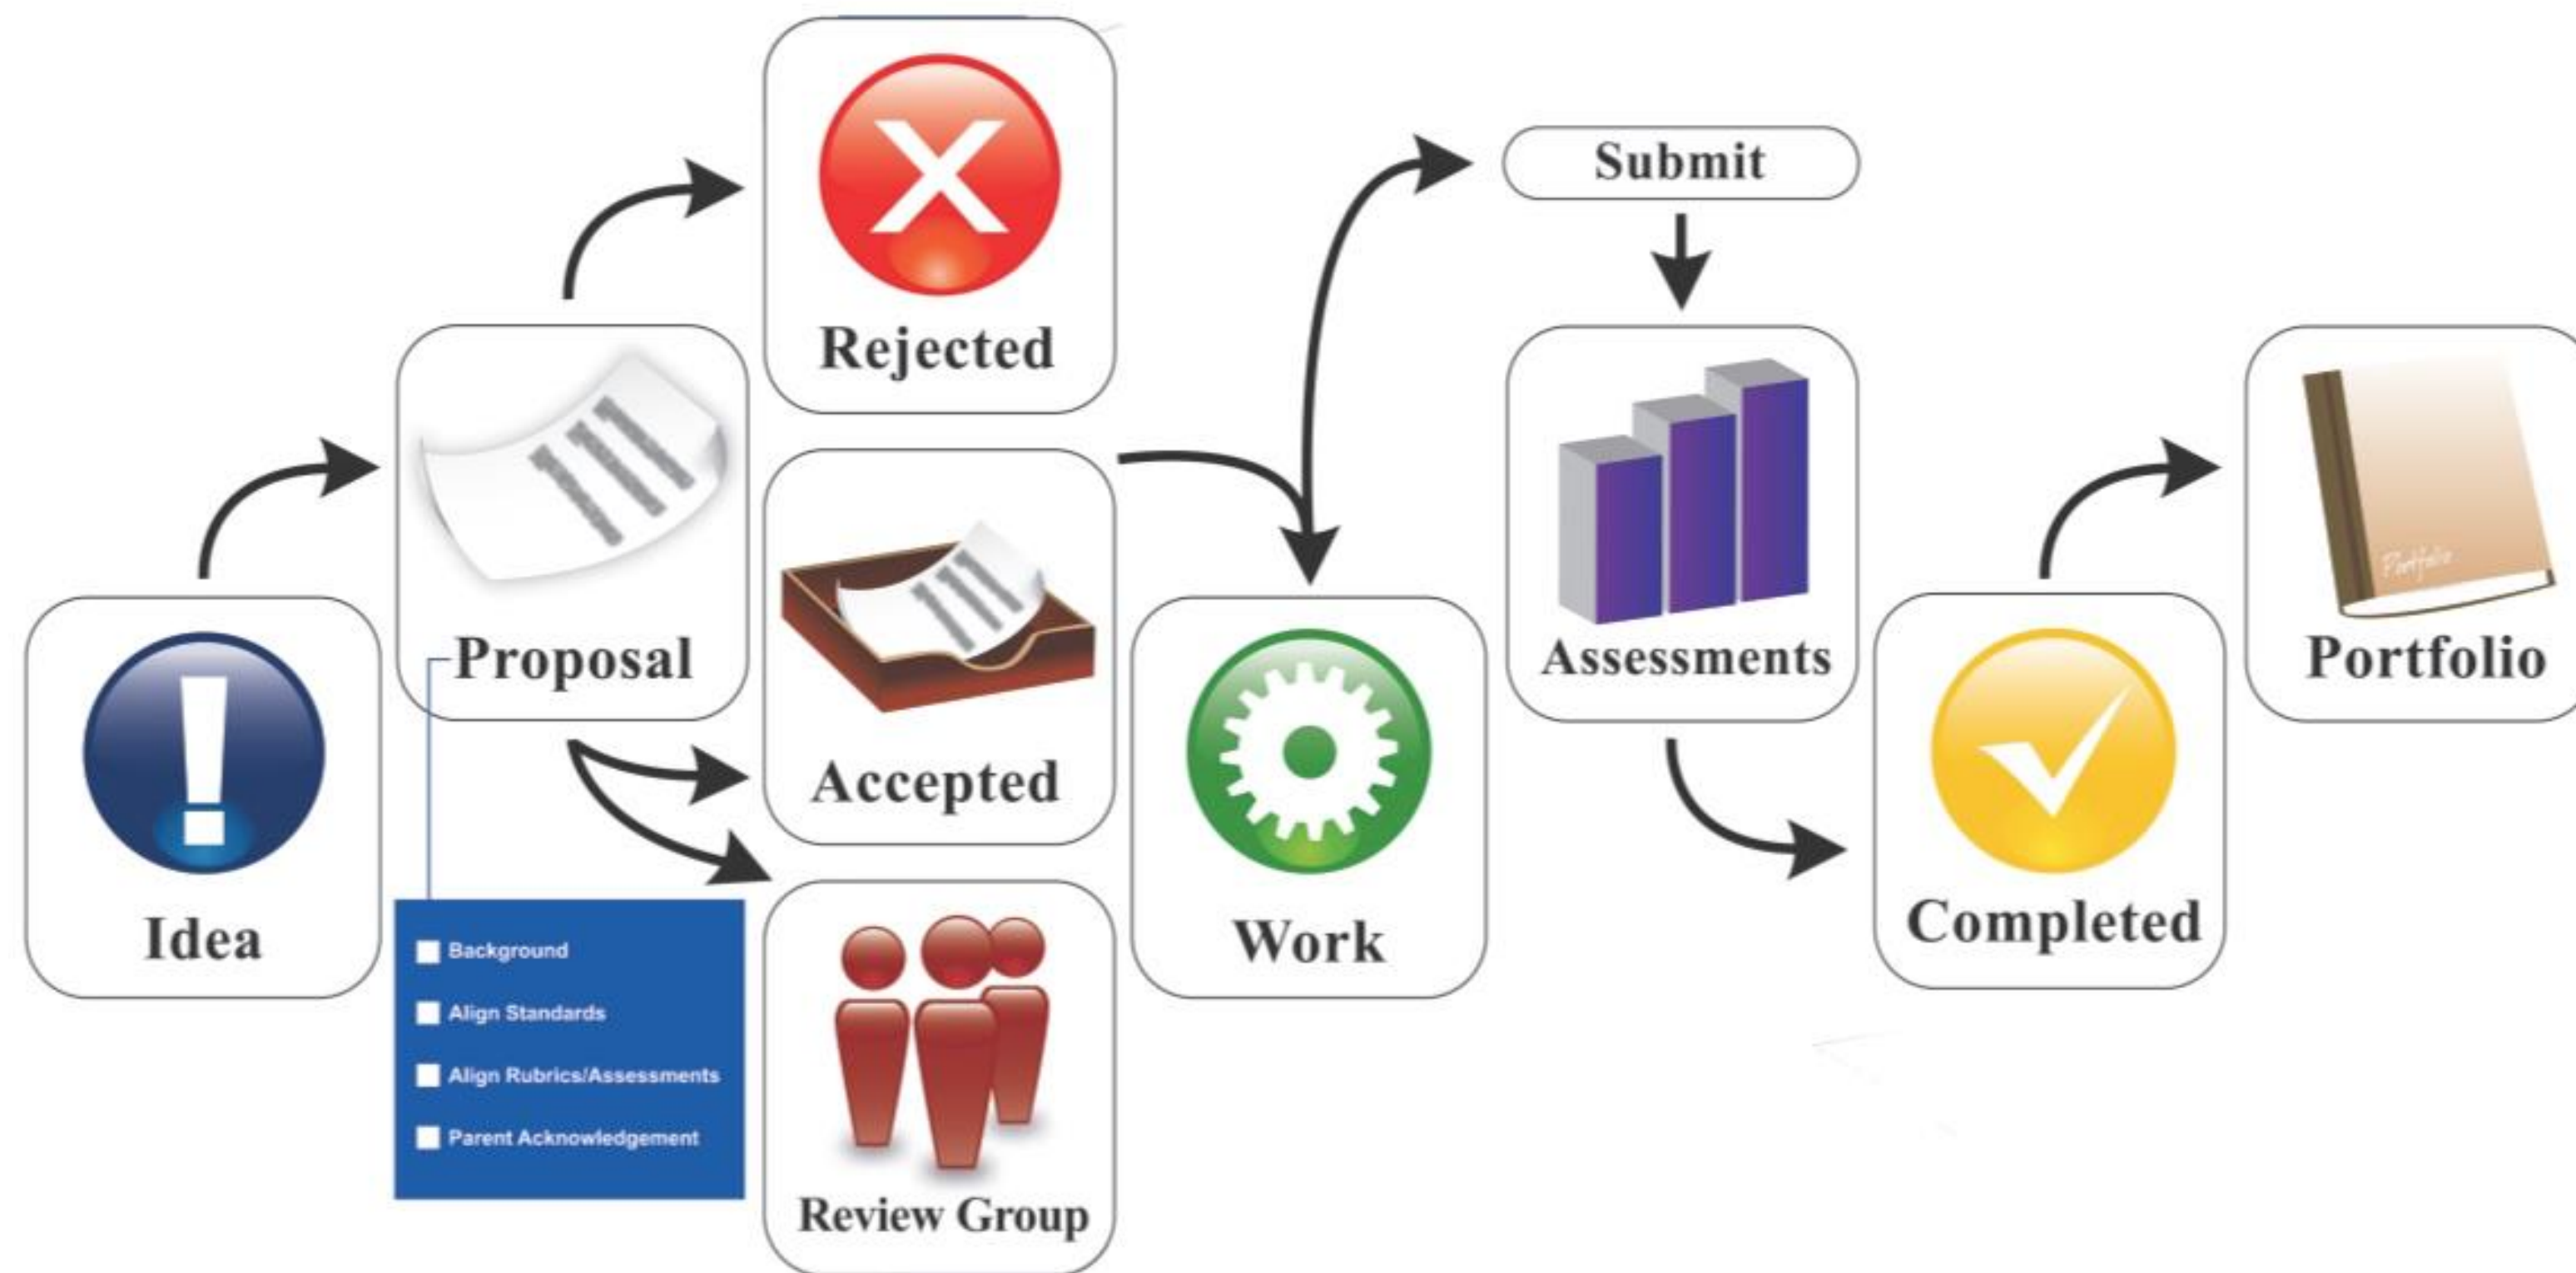 Idea
Proposal
Background
Align Standards
Align Rubrics/Assessments
Parent Acknowledgement
Rejected
Accepted
Review Group
Work
Submit
Assessments
Completed
Portfolio
Portfolio